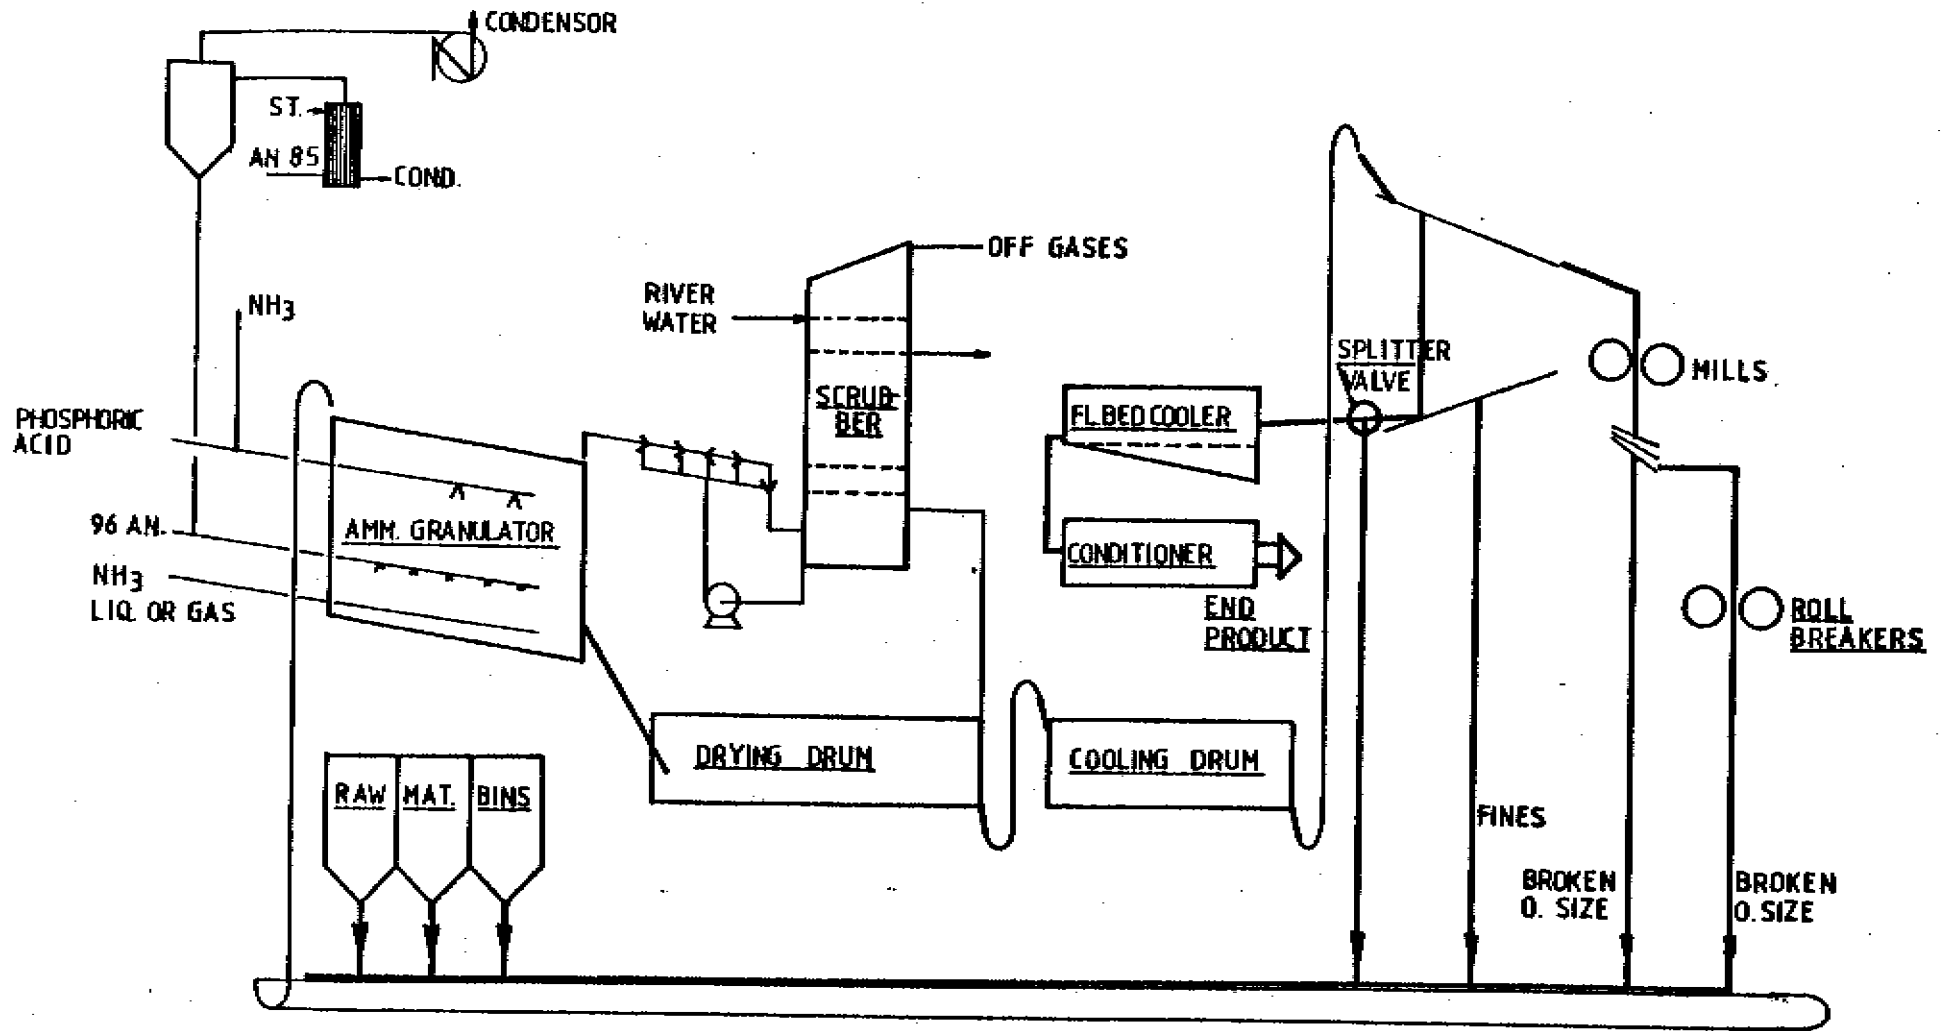 CONDENSOR
ST.
AN 85
COND.
OFF GASES
RIVER
WATER
NH3
SPLITTER
VALVE
MILLS
SCRUB-
BER
FL.BED COOLER
PHOSPHORIC
ACID
96 AN.
AMM. GRANULATOR
CONDITIONER
NH3
LIQ. OR GAS
END
PRODUCT
ROLL
BREAKERS
DRYING DRUM
COOLING DRUM
RAW MAT. BINS
FINES
BROKEN
O. SIZE
BROKEN
O. SIZE